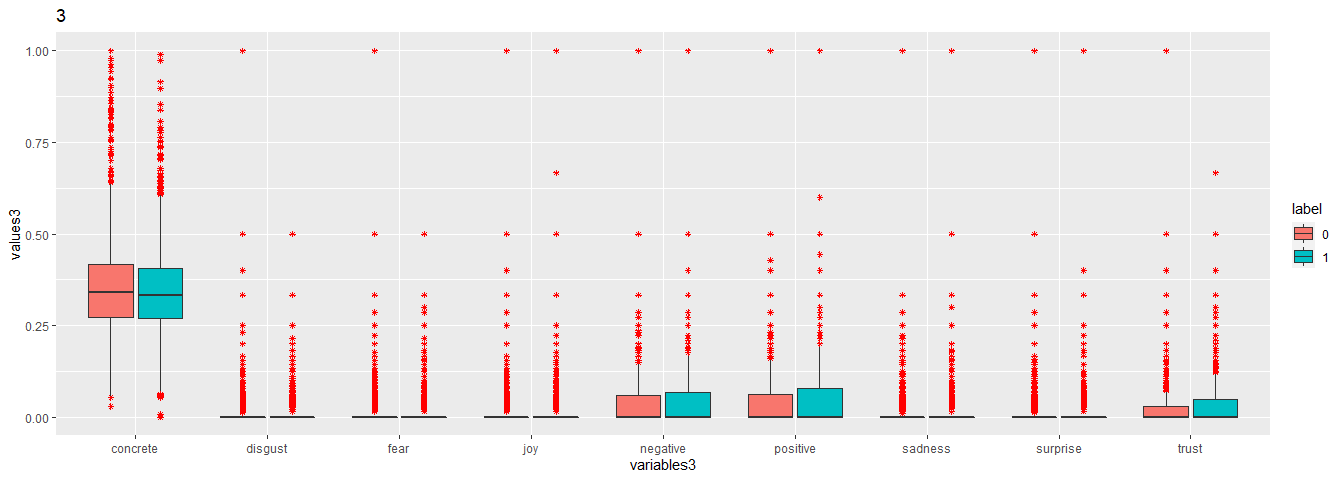 3
values3
1.00
0.75
0.50
0.25
0.00
concrete disgust fear joy negative positive sadness surprise trust
variables3
label
0
1